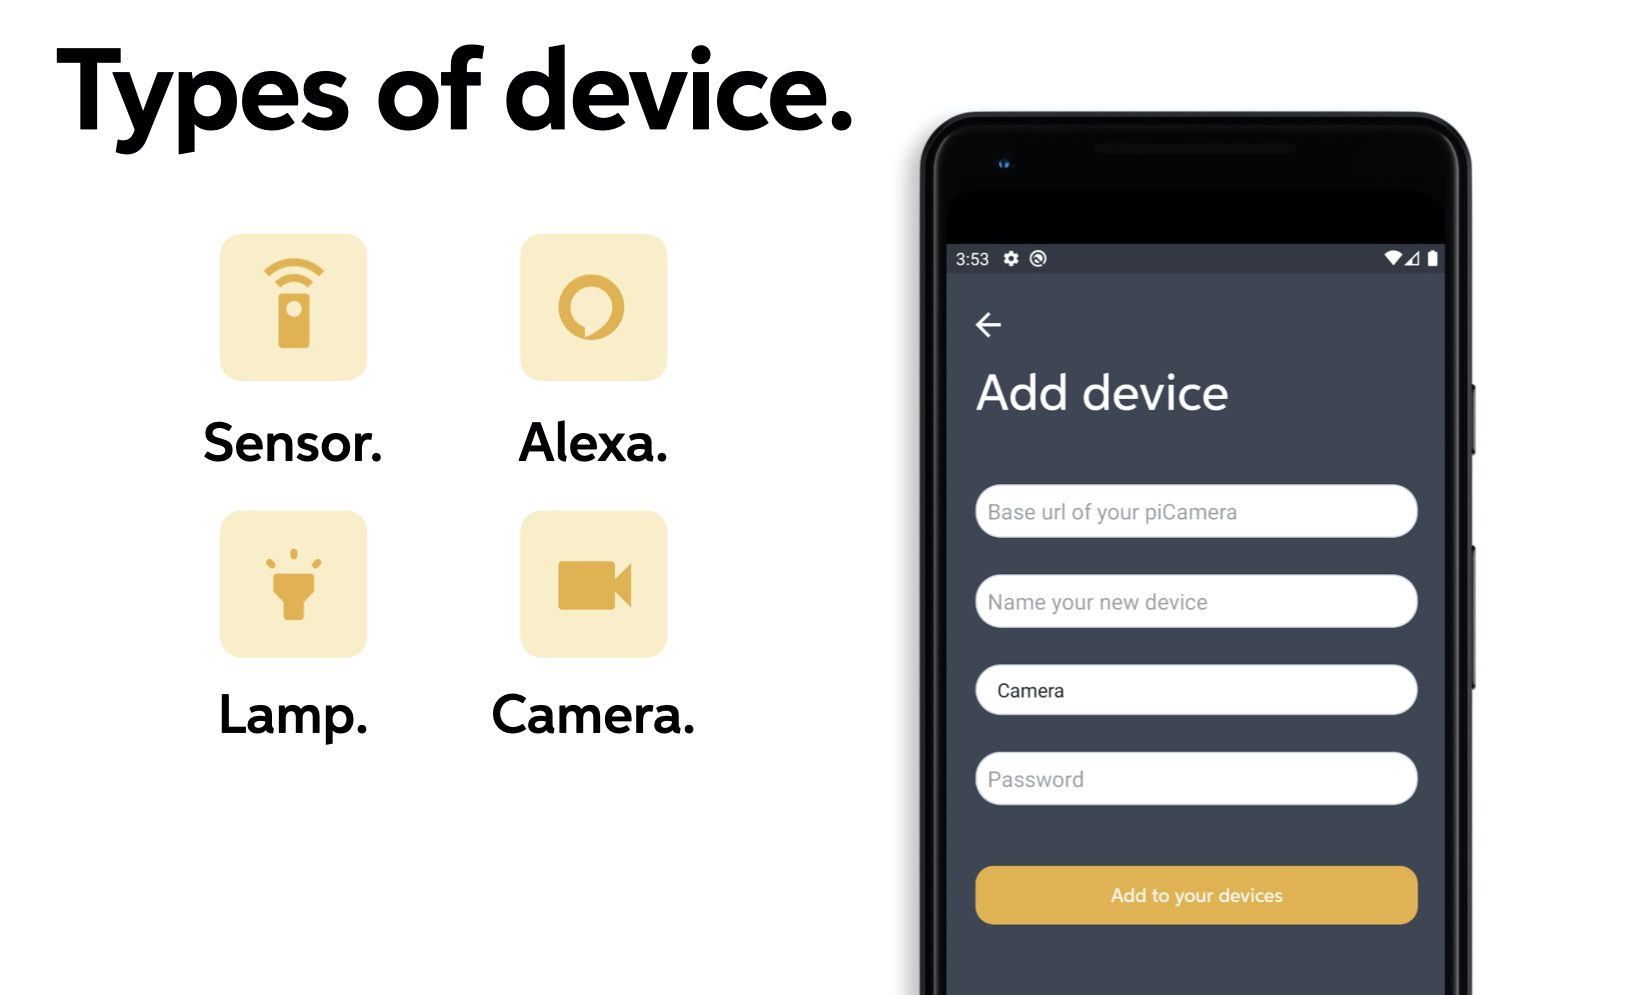 Types of device.
Sensor.
Alexa.
Lamp.
Camera.
3:53
Add device
Base url of your piCamera
Name your new device
Camera
Password
Add to your devices